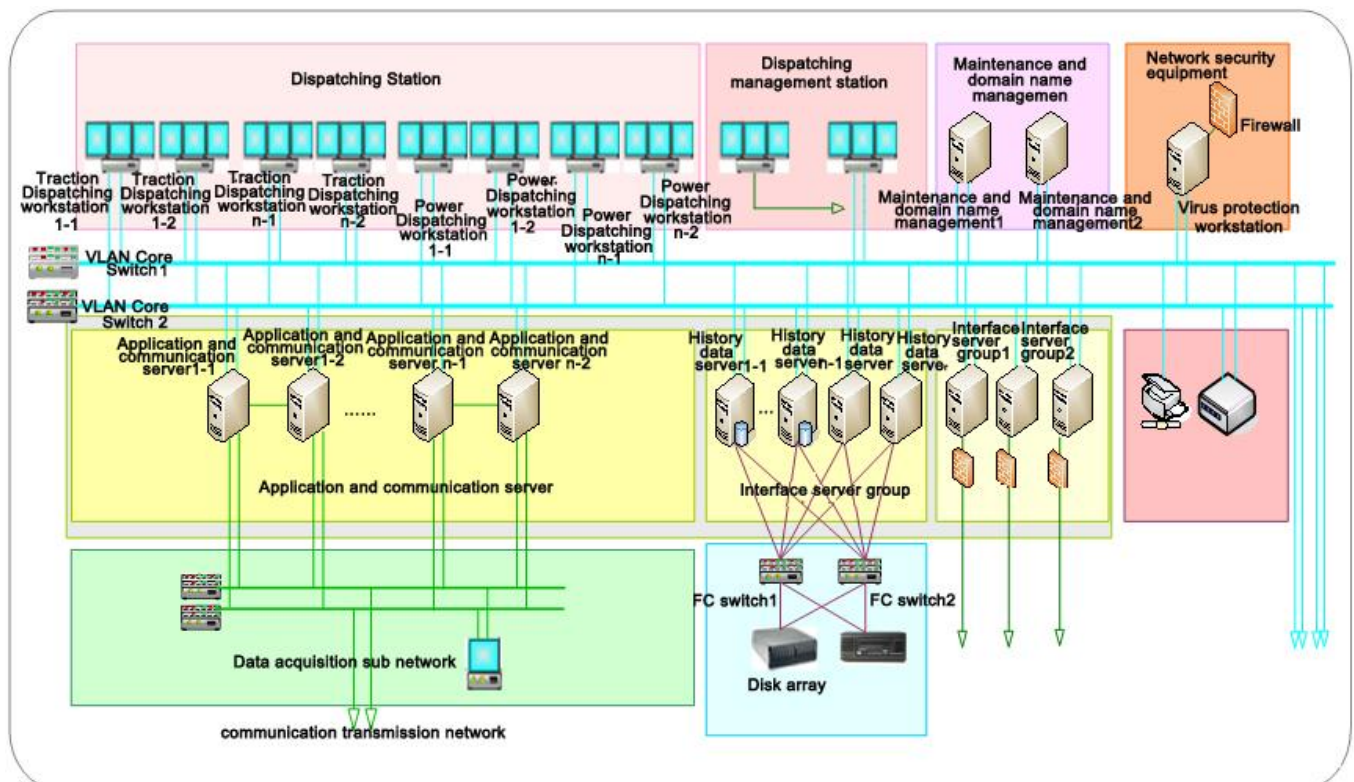 Dispatching Station
Dispatching
management station
Maintenance and
domain name
managemen
Network security
equipment
Firewall
Traction
Dispatching
workstation
1-1
Traction
Dispatching
workstation
1-2
Traction
Dispatching
workstation
n-1
Traction
Dispatching
workstation
n-2
Power
Dispatching
workstation
1-1
Power
Dispatching
workstation
1-2
Power
Dispatching
workstation
n-1
Power
Dispatching
workstation
n-2
Maintenance and
domain name
management1
Maintenance and
domain name
management2
Virus protection
workstation
VLAN Core
Switch 1
VLAN Core
Switch 2
Application and
communication
server1-1
Application and
communication
server1-2
Application and
communication
server n-1
Application and
communication
server n-2
History
data
server1-1
History
data
server n-1
History
data
server
History
data
server
Interface
server
group1
Interface
server
group2
......
...
Application and communication server
Interface server group
FC switch1
FC switch2
Data acquisition sub network
Disk array
communication transmission network